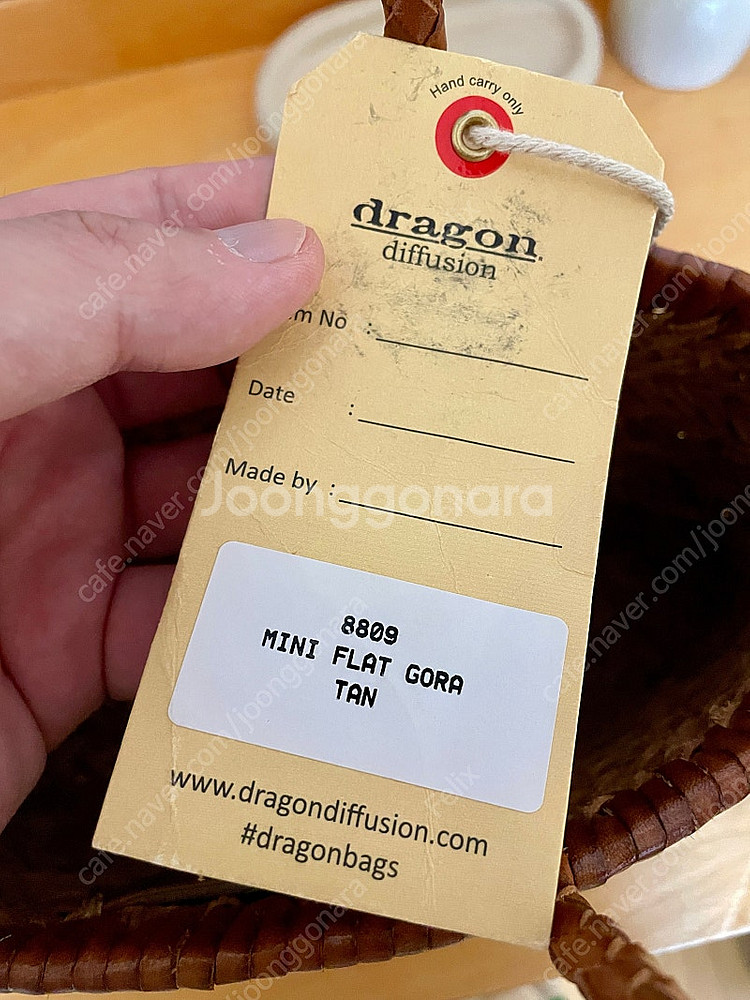 Hand carry only
dragon
diffusion
m No :
Date :
Made by :
Joonggonara
8809
MINI FLAT GORA
TAN
www.dragondiffusion.com
#dragonbags
cafe.naver.com/joonggonara